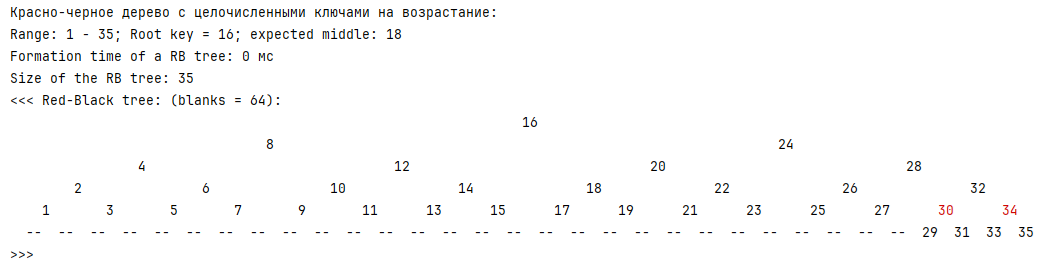 Красно-черное дерево с целочисленными ключами на возрастание:
Range: 1 - 35; Root key = 16; expected middle: 18
Formation time of a RB tree: 0 мс
Size of the RB tree: 35
<<< Red-Black tree: (blanks = 64):
16
8 24
4 12 20 28
2 6 10 14 18 22 26 32
1 3 5 7 9 11 13 15 17 19 21 23 25 27 30 34
-- -- -- -- -- -- -- -- -- -- -- -- -- -- -- -- -- -- -- -- -- -- -- -- -- -- -- -- 29 31 33 35
>>>